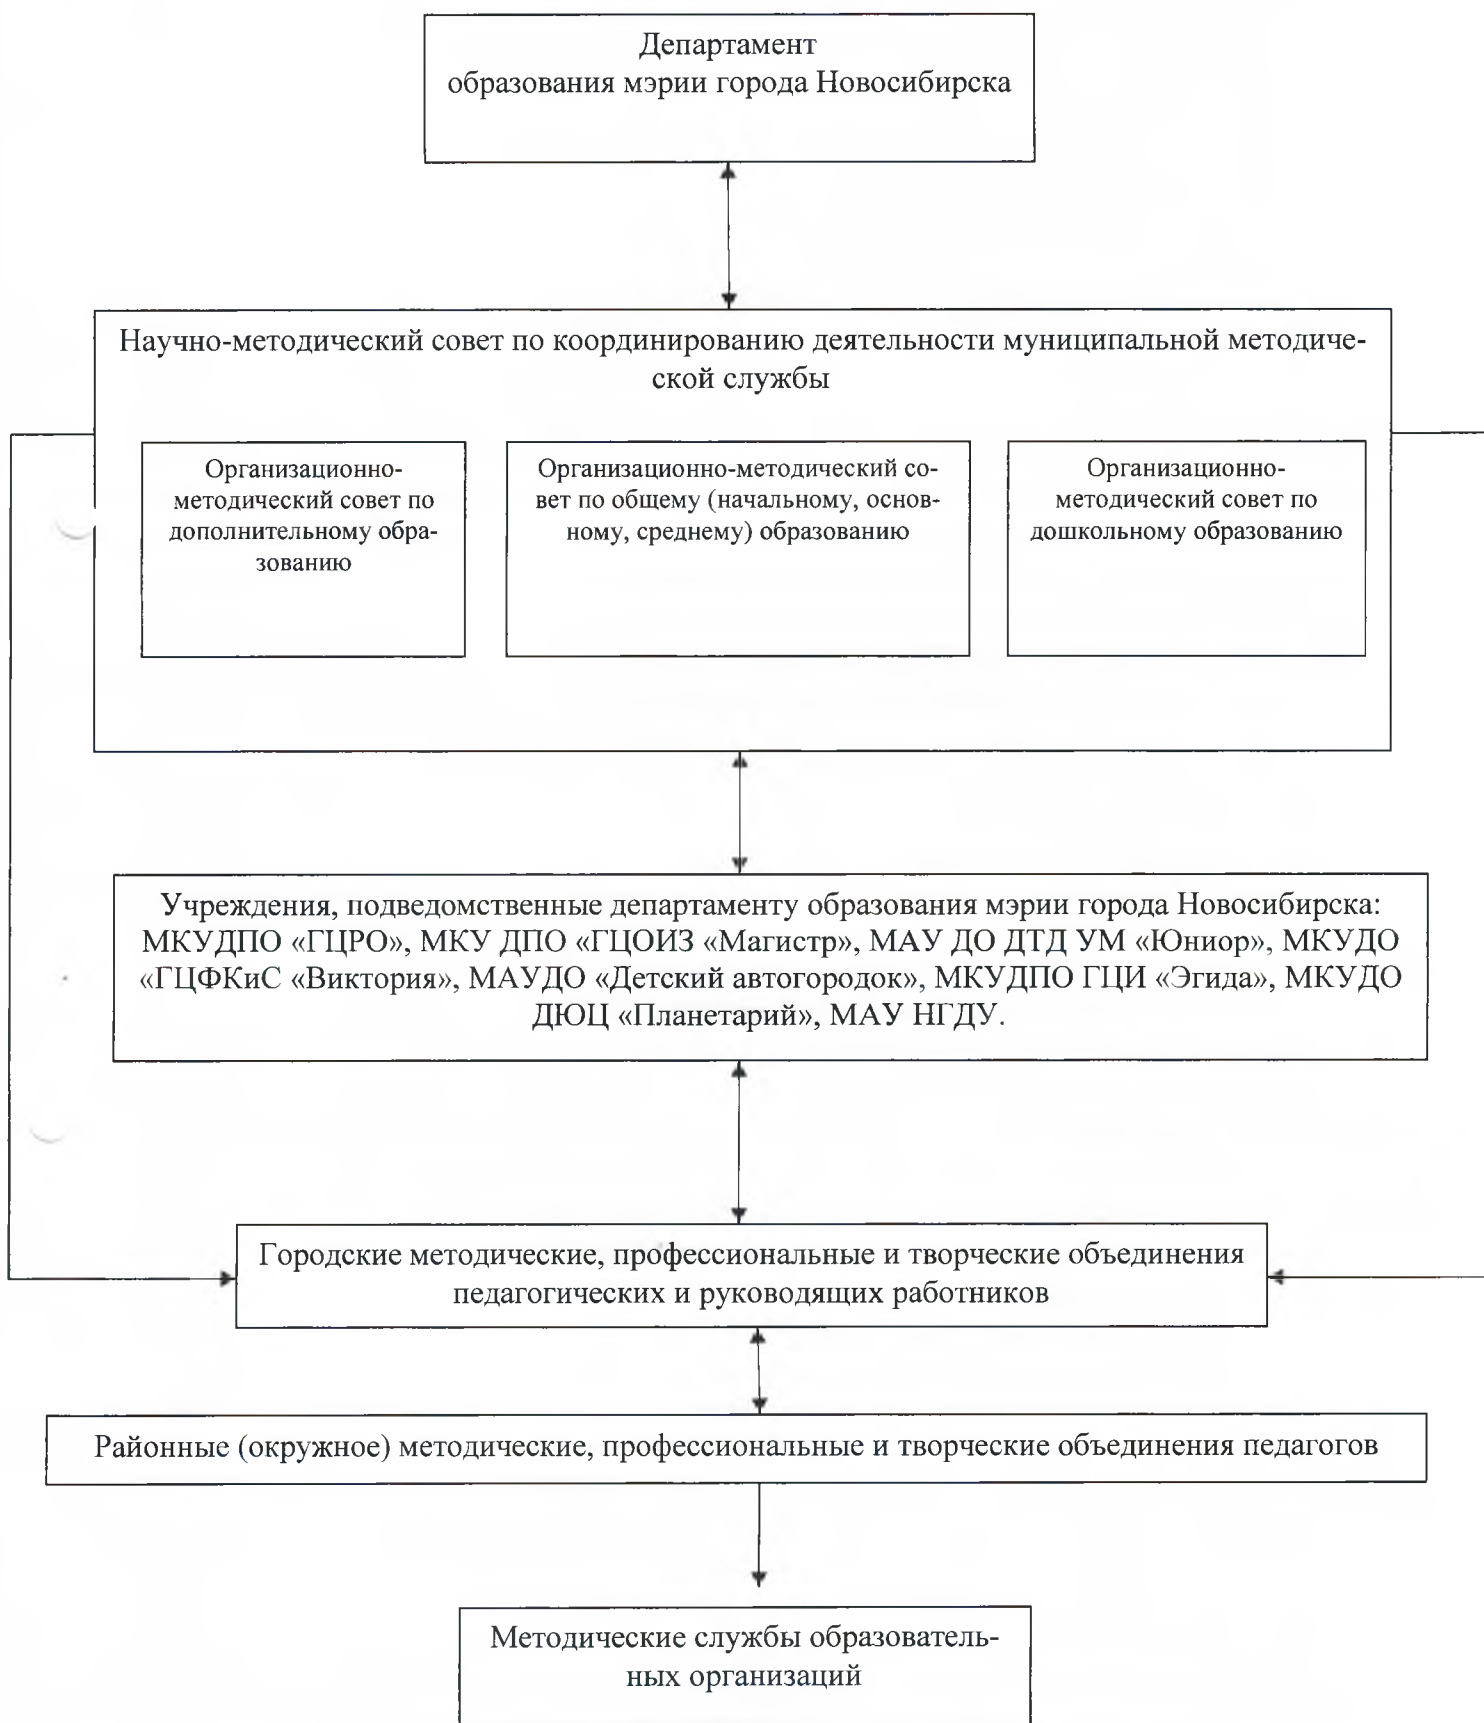 Департамент
образования мэрии города Новосибирска
Научно-методический совет по координированию деятельности муниципальной методиче-
ской службы
Организационно-
методический совет по
дополнительному обра-
зованию
Организационно-методический со-
вет по общему (начальному, основ-
ному, среднему) образованию
Организационно-
методический совет по
дошкольному образованию
Учреждения, подведомственные департаменту образования мэрии города Новосибирска:
МКУДПО «ГЦРО», МКУ ДПО «ГЦОИЗ «Магистр», МАУ ДО ДТД УМ «Юниор», МКУДО
«ГЦФКиС «Виктория», МАУДО «Детский автогородок», МКУДПО ГЦИ «Эгида», МКУДО
ДЮЦ «Планетарий», МАУ НГДУ.
Городские методические, профессиональные и творческие объединения
педагогических и руководящих работников
Районные (окружное) методические, профессиональные и творческие объединения педагогов
Методические службы образователь-
ных организаций